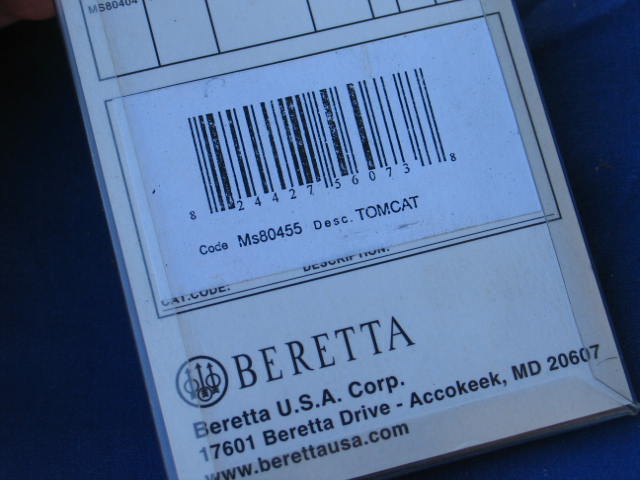 MS80404
8 24427 56073 8
Code Ms80455 Desc. TOMCAT
CAT.CODE: DESCRIPTION:
BERETTA
Beretta U.S.A. Corp.
17601 Beretta Drive - Accokeek, MD 20607
www.berettausa.com